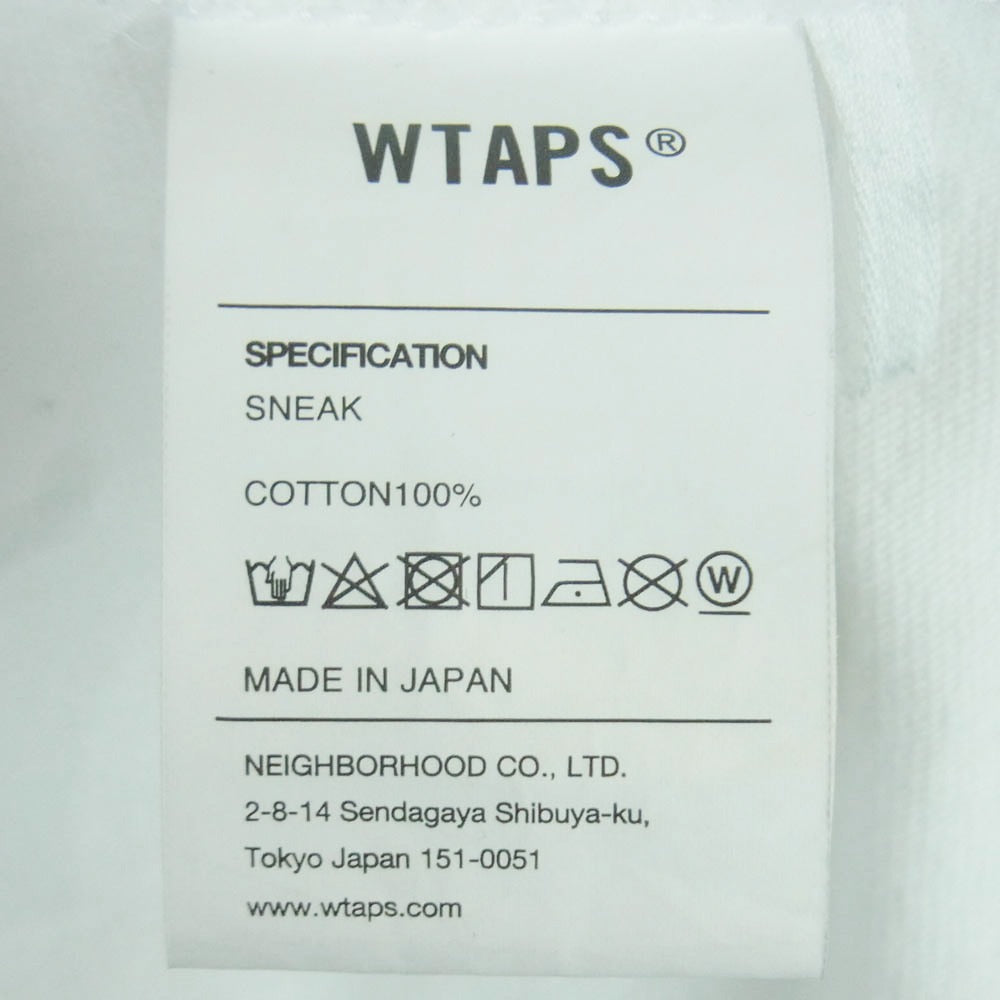 WTAPS®
SPECIFICATION
SNEAK
COTTON100%
W
MADE IN JAPAN
NEIGHBORHOOD CO., LTD.
2-8-14 Sendagaya Shibuya-ku,
Tokyo Japan 151-0051
www.wtaps.com